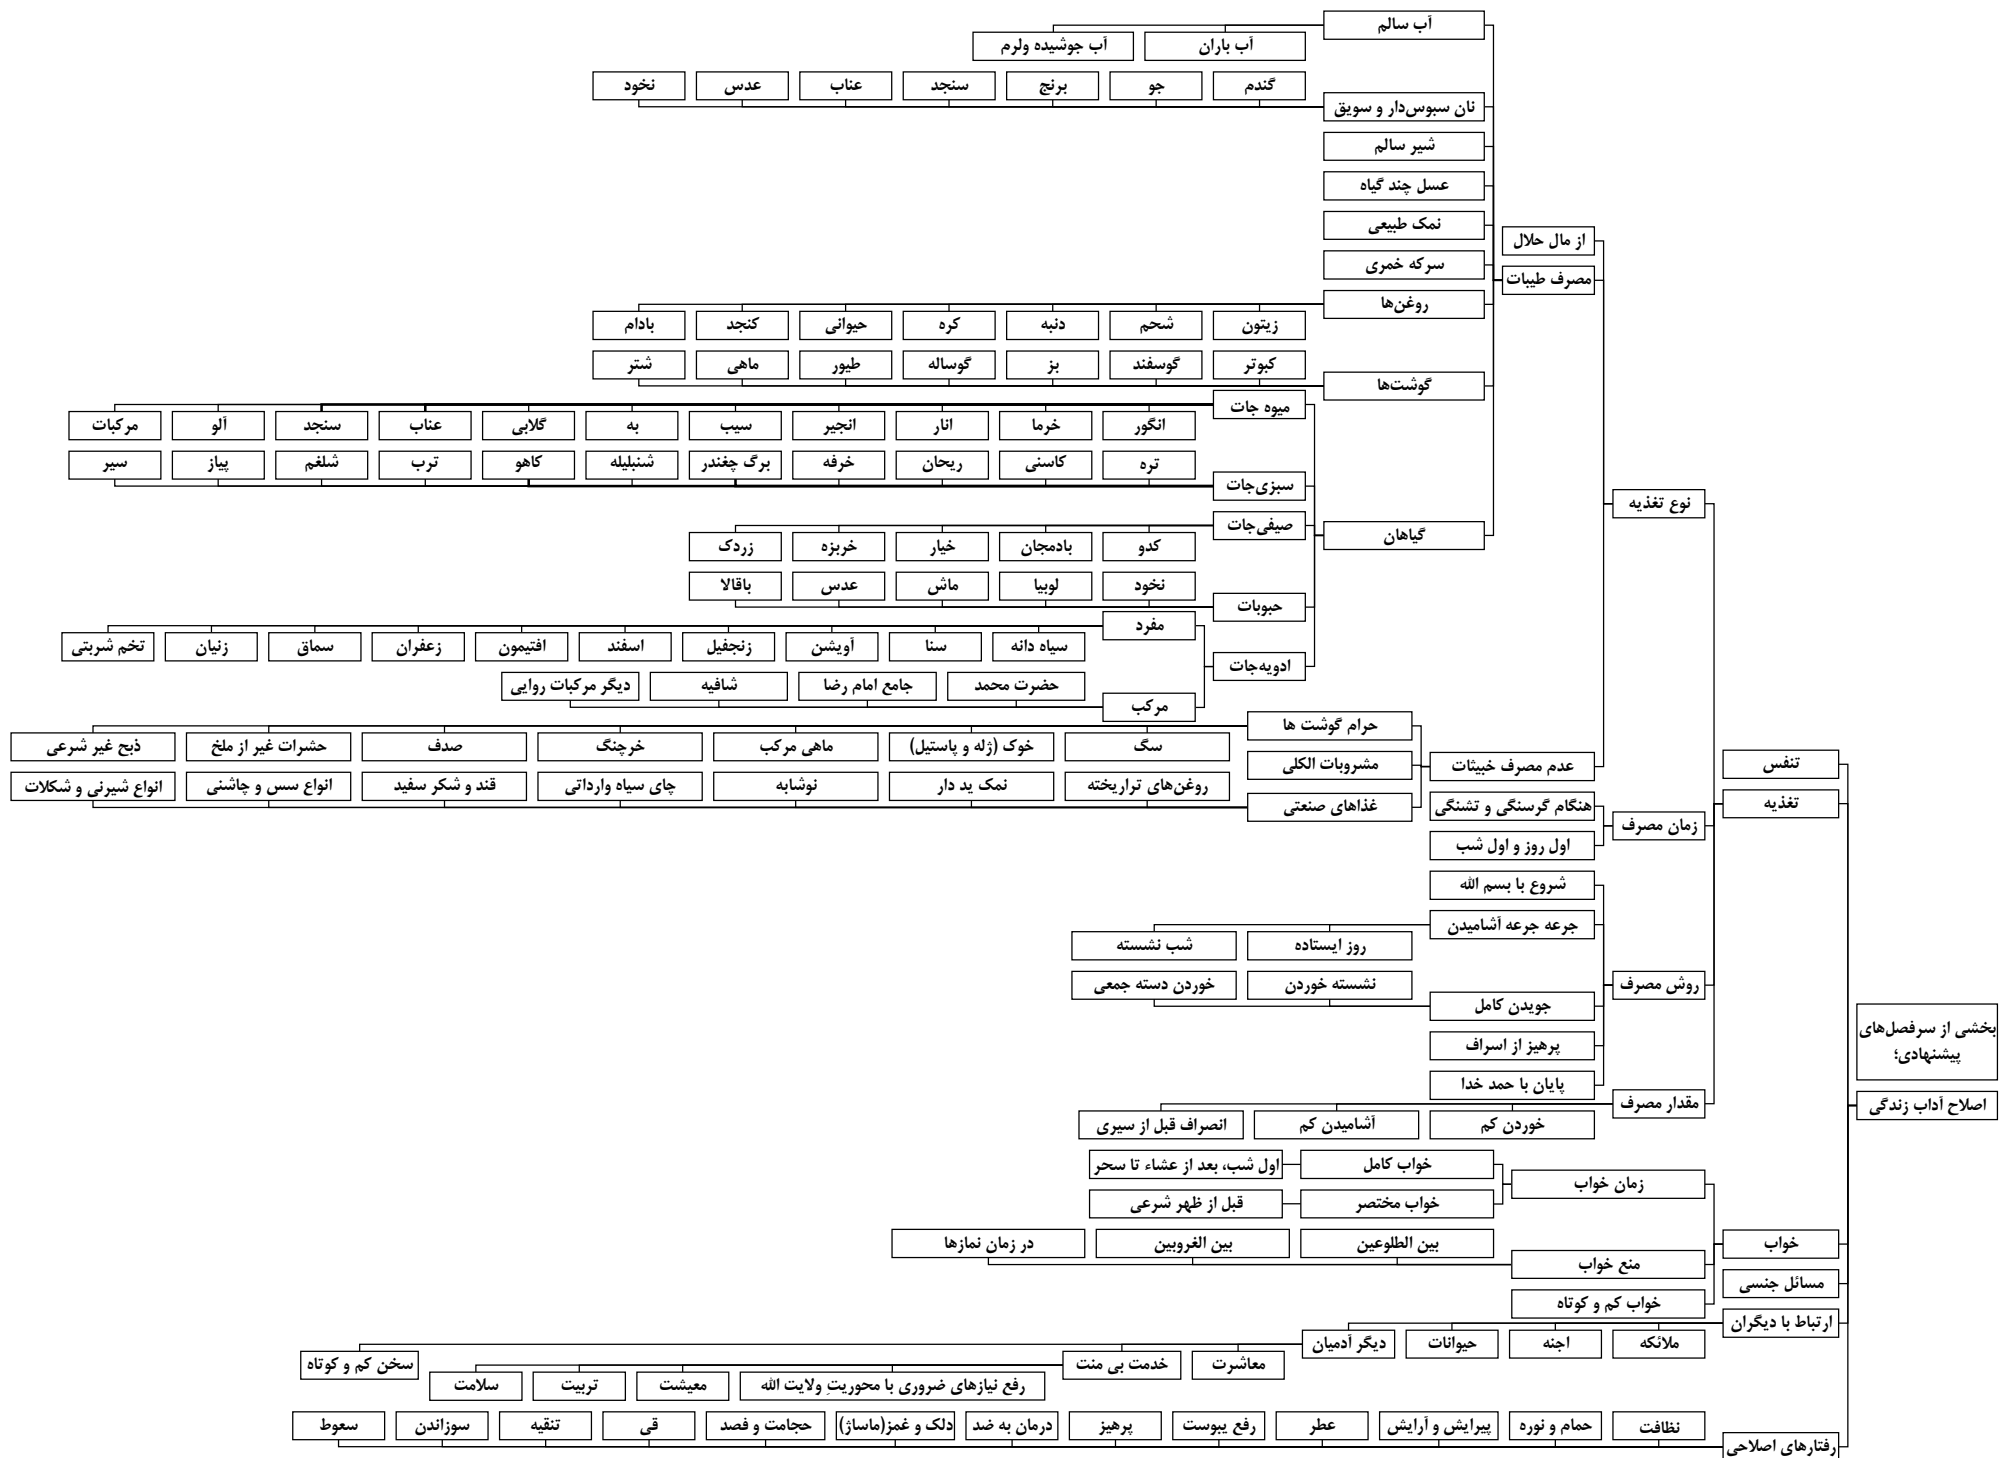 بخشی از سرفصل‌های
پیشنهادی؛
اصلاح آداب زندگی
تنفس
تغذیه
نوع تغذیه
از مال حلال
مصرف طیبات
آب سالم
آب باران
آب جوشیده ولرم
نان سبوس‌دار و سویق
گندم
جو
برنج
سنجد
عناب
عدس
نخود
شیر سالم
عسل چند گیاه
نمک طبیعی
سرکه خمری
روغن‌ها
زیتون
شحم
دنبه
کره
حیوانی
کنجد
بادام
گوشت‌ها
کبوتر
گوسفند
بز
گوساله
طیور
ماهی
شتر
گیاهان
میوه جات
انگور
خرما
انار
انجیر
سیب
به
گلابی
عناب
سنجد
آلو
مرکبات
سبزی‌جات
تره
کاسنی
ریحان
خرفه
برگ چغندر
شنبلیله
کاهو
ترب
شلغم
پیاز
سیر
صیفی‌جات
کدو
بادمجان
خیار
خربزه
زردک
حبوبات
نخود
لوبیا
ماش
عدس
باقالا
ادویه‌جات
مفرد
سیاه دانه
سنا
آویشن
زنجفیل
اسفند
افتیمون
زعفران
سماق
زنیان
تخم شربتی
مرکب
حضرت محمد
جامع امام رضا
شافیه
دیگر مرکبات روایی
عدم مصرف خبیثات
حرام گوشت ها
سگ
خوک (ژله و پاستیل)
ماهی مرکب
خرچنگ
صدف
حشرات غیر از ملخ
ذبح غیر شرعی
مشروبات الکلی
غذاهای صنعتی
روغن‌های تراریخته
نمک ید دار
نوشابه
چای سیاه وارداتی
قند و شکر سفید
انواع سس و چاشنی
انواع شیرنی و شکلات
زمان مصرف
هنگام گرسنگی و تشنگی
اول روز و اول شب
روش مصرف
شروع با بسم الله
جرعه جرعه آشامیدن
روز ایستاده
شب نشسته
جویدن کامل
نشسته خوردن
خوردن دسته جمعی
پرهیز از اسراف
پایان با حمد خدا
مقدار مصرف
خوردن کم
آشامیدن کم
انصراف قبل از سیری
خواب
زمان خواب
خواب کامل
اول شب، بعد از عشاء تا سحر
خواب مختصر
قبل از ظهر شرعی
منع خواب
بین الطلوعین
بین الغروبین
در زمان نمازها
خواب کم و کوتاه
مسائل جنسی
ارتباط با دیگران
ملائکه
اجنه
حیوانات
دیگر آدمیان
معاشرت
خدمت بی منت
رفع نیازهای ضروری با محوریتِ ولایت الله
معیشت
تربیت
سلامت
سخن کم و کوتاه
رفتارهای اصلاحی
نظافت
حمام و نوره
پیرایش و آرایش
عطر
رفع یبوست
پرهیز
درمان به ضد
دلک و غمز(ماساژ)
حجامت و فصد
قی
تنقیه
سوزاندن
سعوط